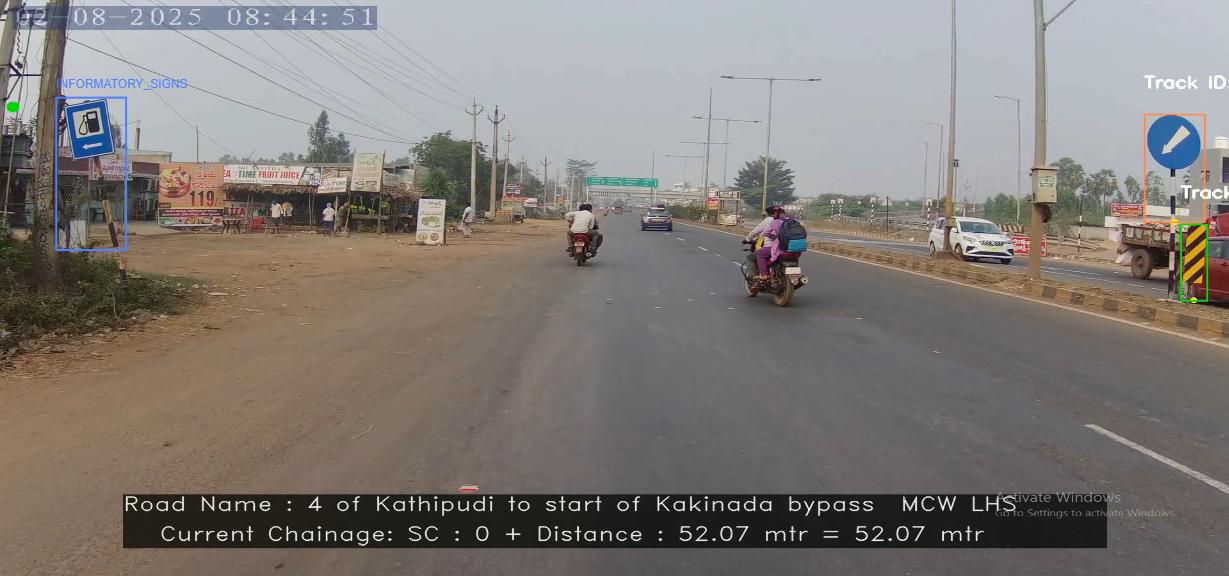 02-08-2025 08:44:51
INFORMATORY_SIGNS
Track ID
Track
TIME FRUIT JUICE
119
TEA
Road Name : 4 of Kathipudi to start of Kakinada bypass MCW LHS
Current Chainage: SC : 0 + Distance : 52.07 mtr = 52.07 mtr
Activate Windows
Go to Settings to activate Windows.